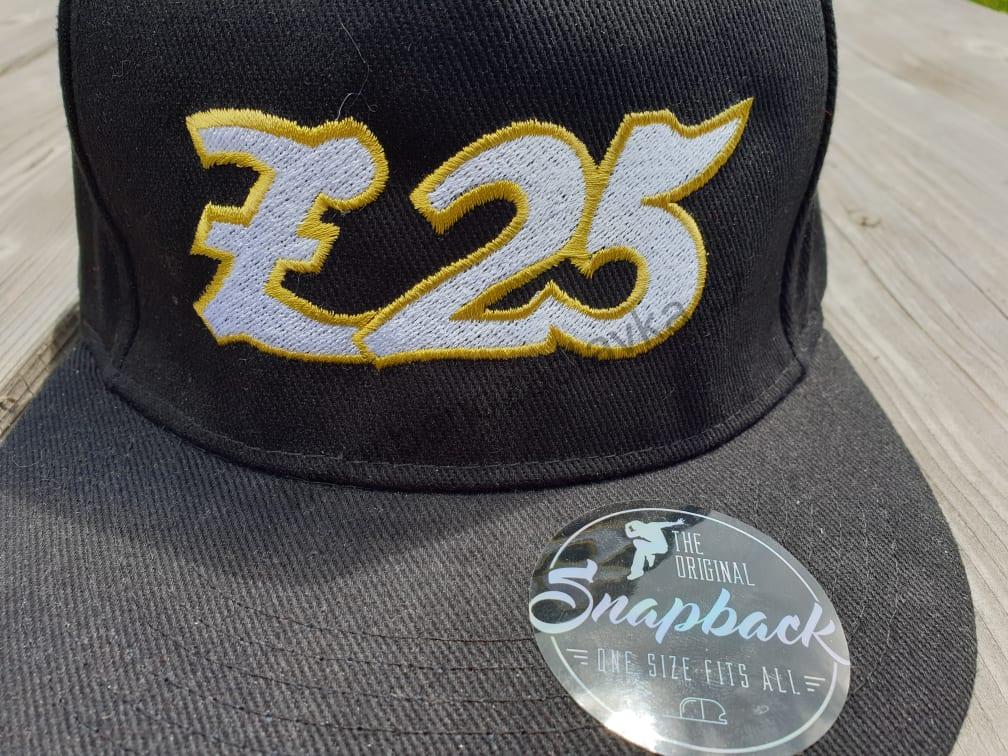 £25
THE
ORIGINAL
Snapback
ONE SIZE FITS ALL